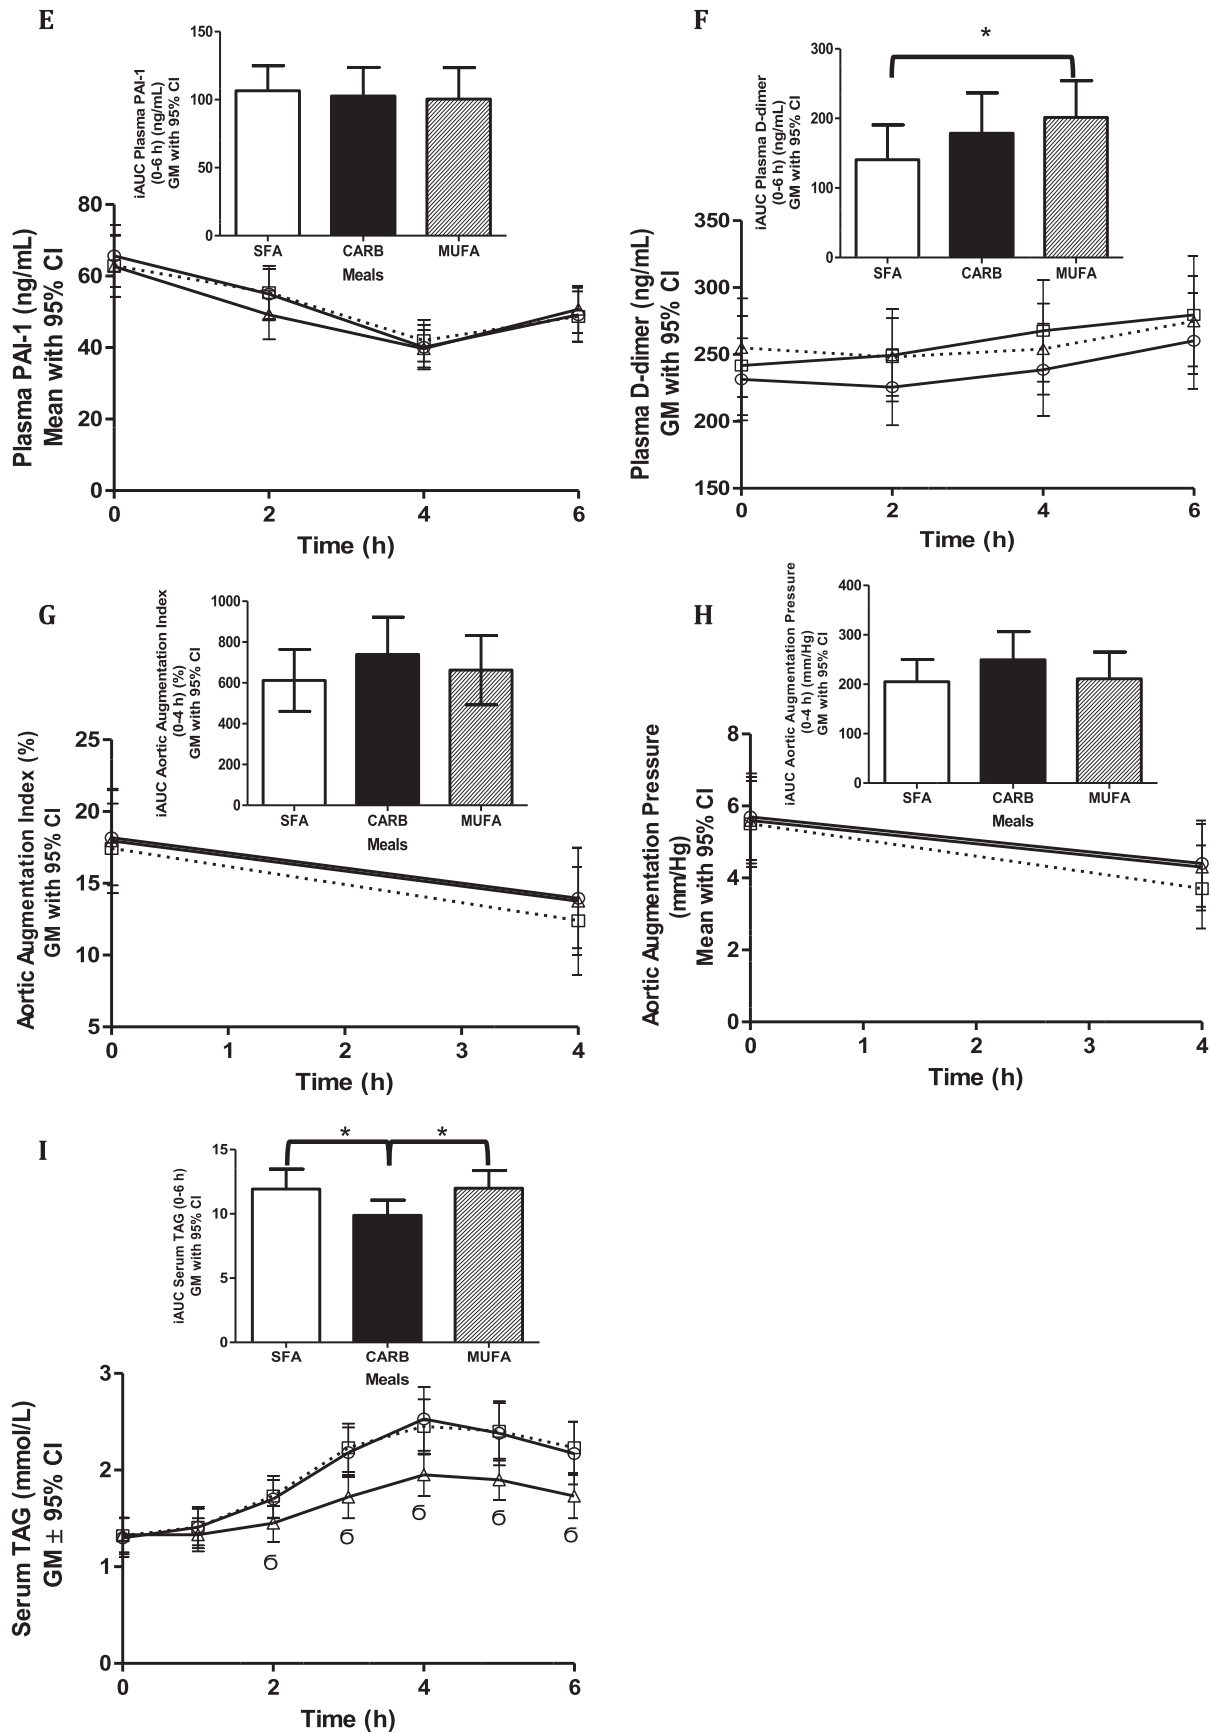 E
iAUC Plasma PAI-1
(0-6 h) (ng/mL)
GM with 95% CI
150
100
50
0
SFA CARB MUFA
Meals
Plasma PAI-1 (ng/mL)
Mean with 95% CI
80
60
40
20
0
0 2 4 6
Time (h)
F
*
iAUC Plasma D-dimer
(0-6 h) (ng/mL)
GM with 95% CI
300
200
100
0
SFA CARB MUFA
Plasma D-dimer (ng/mL)
GM with 95% CI
350
300
250
200
150
0 2 4 6
Time (h)
G
iAUC Aortic Augmentation Index
(0-4 h) (%)
GM with 95% CI
1000
800
600
400
200
0
SFA CARB MUFA
Meals
Aortic Augmentation Index (%)
GM with 95% CI
25
20
15
10
5
0 1 2 3 4
Time (h)
H
iAUC Aortic Augmentation Pressure
(0-4 h) (mm/Hg)
GM with 95% CI
400
300
200
100
0
SFA CARB MUFA
Meals
Aortic Augmentation Pressure
(mm/Hg)
Mean with 95% CI
8
6
4
2
0
0 1 2 3 4
Time (h)
I
* *
iAUC Serum TAG (0-6 h)
GM with 95% CI
15
10
5
0
SFA CARB MUFA
Meals
Serum TAG (mmol/L)
GM ± 95% CI
3
2
1
0
0 2 4 6
Time (h)